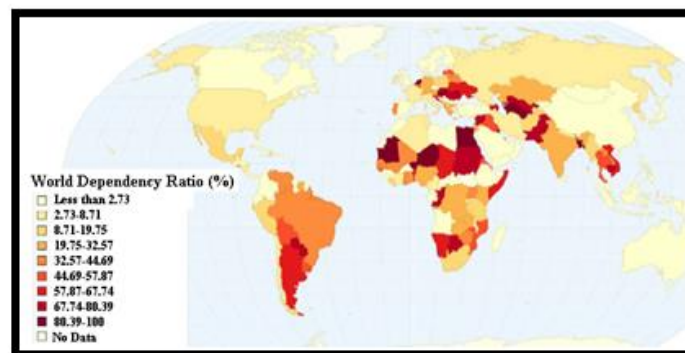 World Dependency Ratio (%)
Less than 2.73
2.73-8.71
8.71-19.75
19.75-32.57
32.57-44.69
44.69-57.87
57.87-67.74
67.74-80.39
80.39-100
No Data